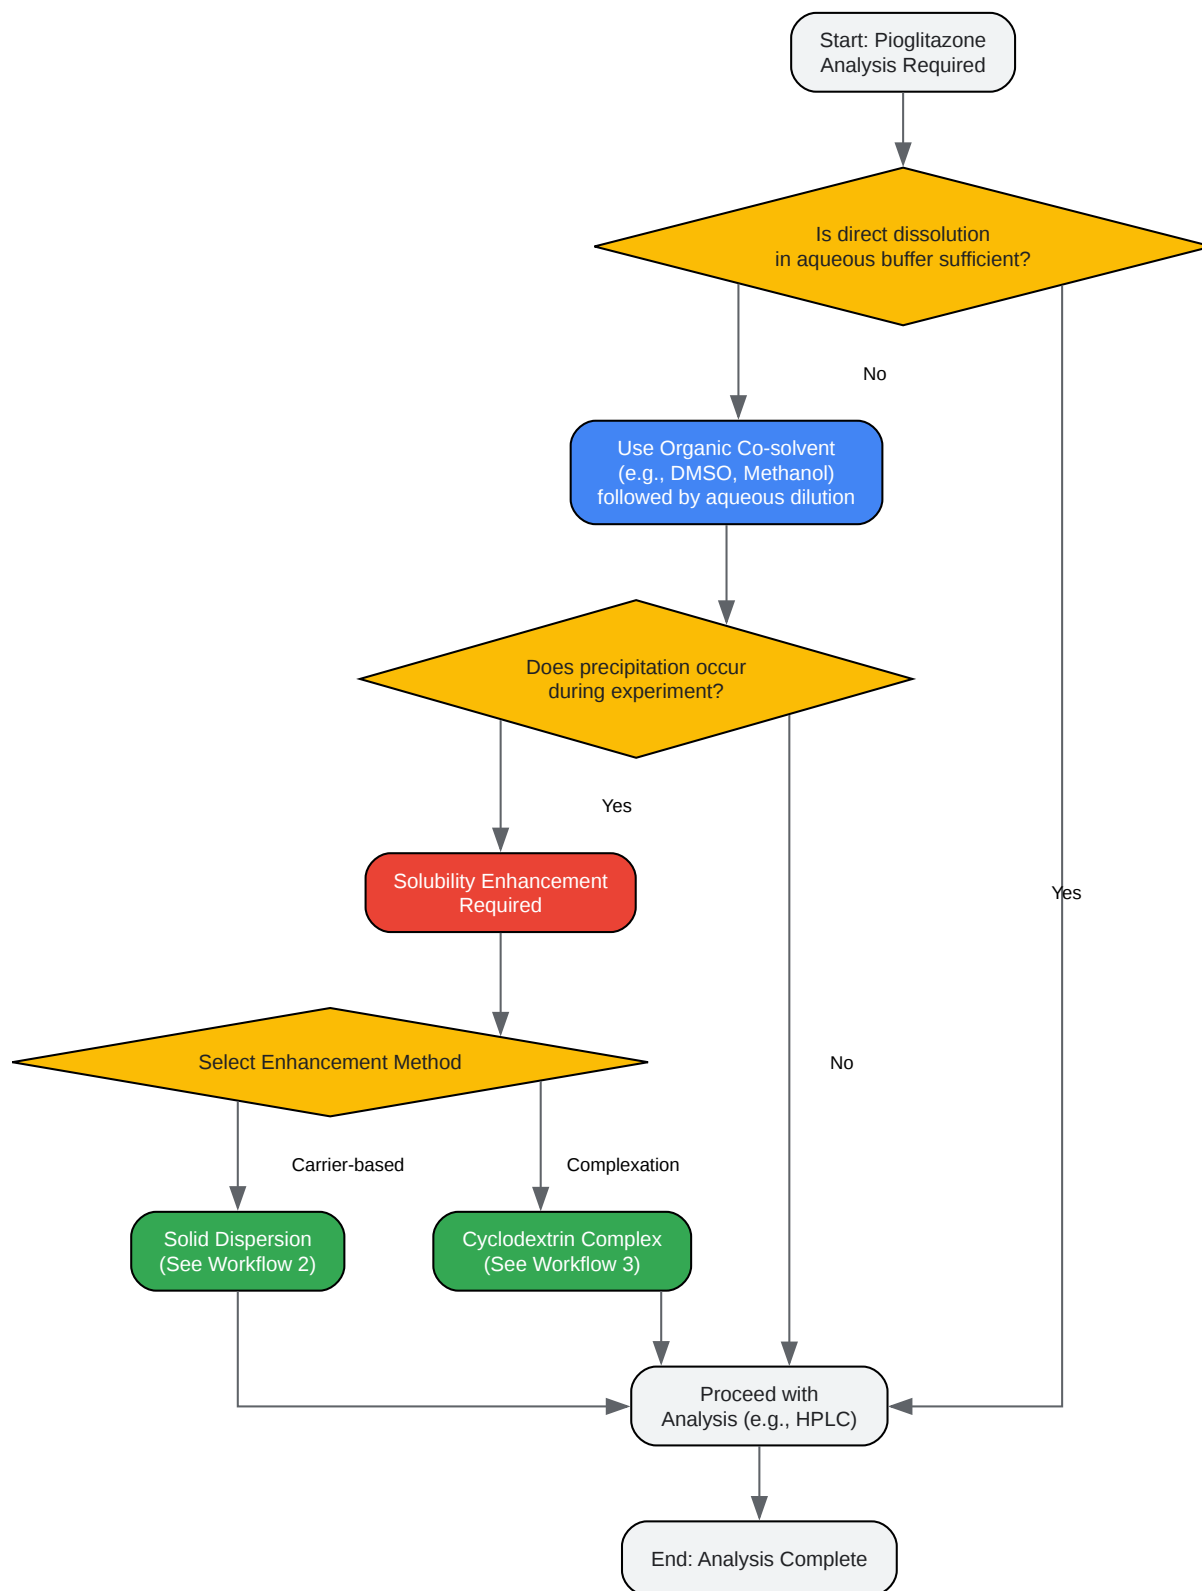 Start: Pioglitazone
Analysis Required
Is direct dissolution
in aqueous buffer sufficient?
No
Use Organic Co-solvent
(e.g., DMSO, Methanol)
followed by aqueous dilution
Does precipitation occur
during experiment?
Yes
Solubility Enhancement
Required
Yes
Select Enhancement Method
No
Carrier-based
Complexation
Solid Dispersion
(See Workflow 2)
Cyclodextrin Complex
(See Workflow 3)
Proceed with
Analysis (e.g., HPLC)
End: Analysis Complete